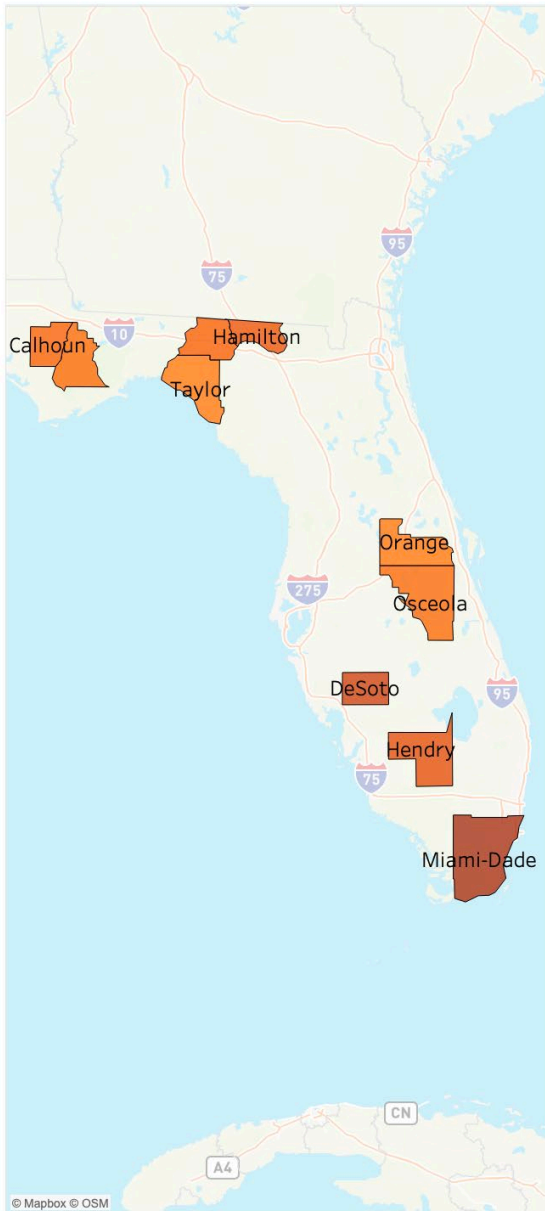 95
75
10
Calhoun
Hamilton
Taylor
Orange
Osceola
275
DeSoto
95
Hendry
75
Miami-Dade
CN
A4
© Mapbox © OSM